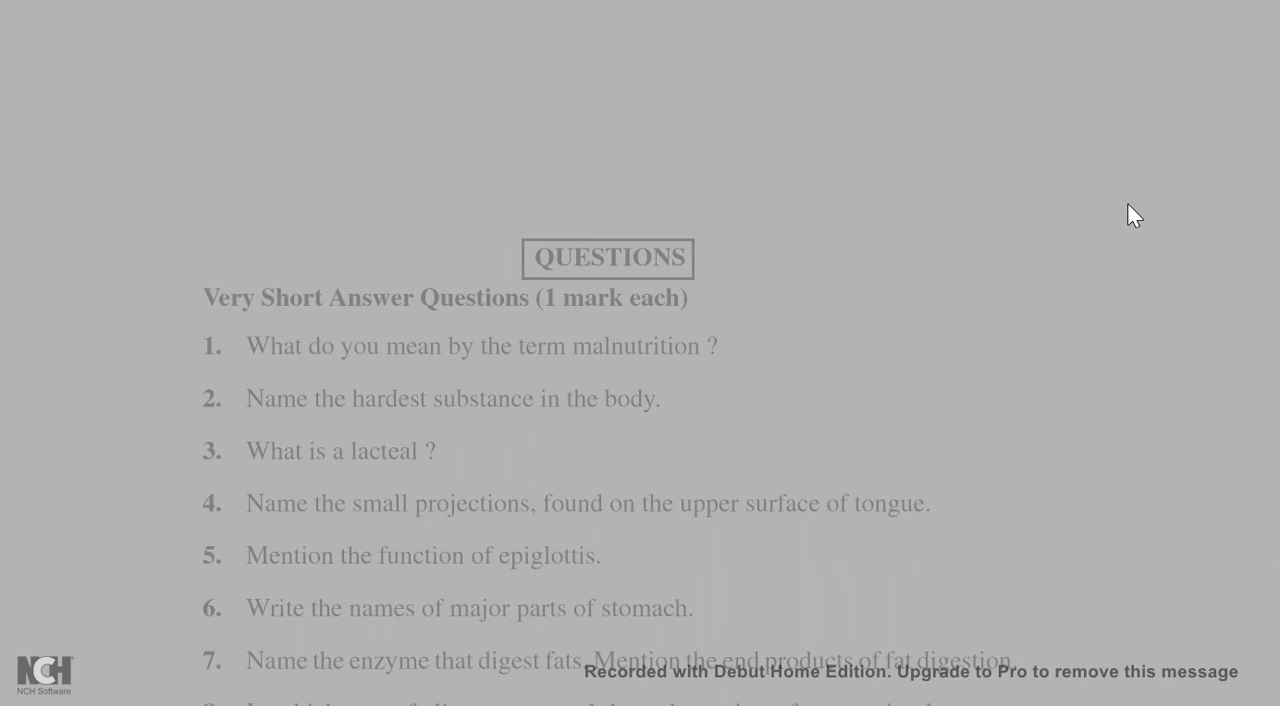 QUESTIONS
Very Short Answer Questions (1 mark each)
1. What do you mean by the term malnutrition ?
2. Name the hardest substance in the body.
3. What is a lacteal ?
4. Name the small projections, found on the upper surface of tongue.
5. Mention the function of epiglottis.
6. Write the names of major parts of stomach.
7. Name the enzyme that digest fats. Mention the end products of fat digestion.
Recorded with Debut Home Edition. Upgrade to Pro to remove this message
NCH
NCH Software